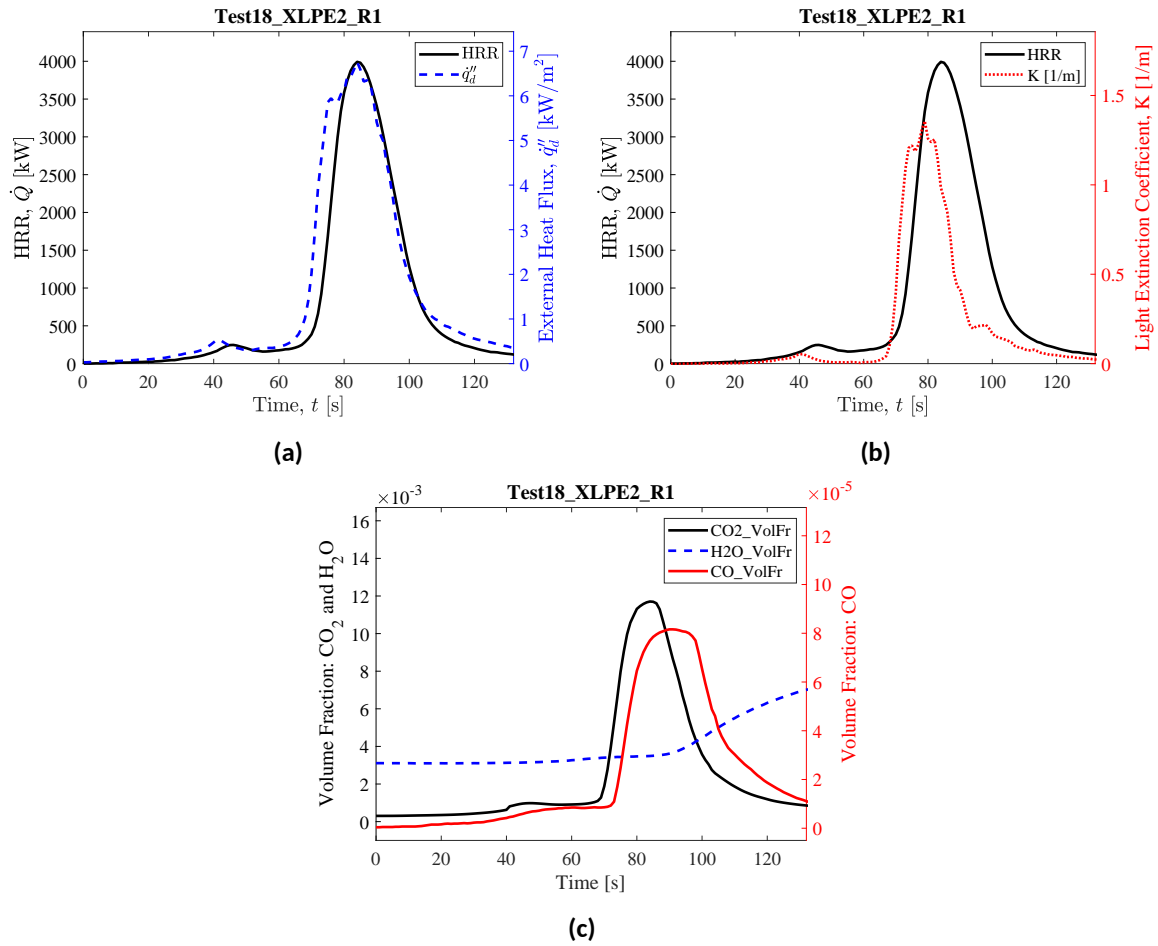 Test18_XLPE2_R1
HRR
q̇″d
4000
3500
3000
2500
2000
1500
1000
500
0
HRR, Q̇ [kW]
7
6
5
4
3
2
1
0
External Heat Flux, q̇″d [kW/m²]
0 20 40 60 80 100 120
Time, t [s]
(a)
Test18_XLPE2_R1
HRR
K [1/m]
4000
3500
3000
2500
2000
1500
1000
500
0
HRR, Q̇ [kW]
1.5
1
0.5
0
Light Extinction Coefficient, K [1/m]
0 20 40 60 80 100 120
Time, t [s]
(b)
Test18_XLPE2_R1
×10⁻³
×10⁻⁵
CO2_VolFr
H2O_VolFr
CO_VolFr
16
14
12
10
8
6
4
2
0
Volume Fraction: CO₂ and H₂O
12
10
8
6
4
2
0
Volume Fraction: CO
0 20 40 60 80 100 120
Time [s]
(c)